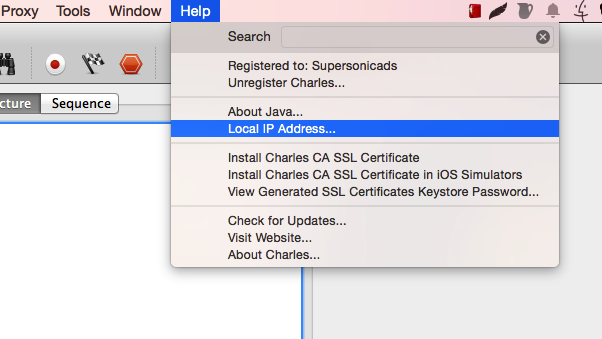 Proxy Tools Window Help
Search
Registered to: Supersonicads
Unregister Charles...
cture Sequence
About Java...
Local IP Address...
Install Charles CA SSL Certificate
Install Charles CA SSL Certificate in iOS Simulators
View Generated SSL Certificates Keystore Password...
Check for Updates...
Visit Website...
About Charles...